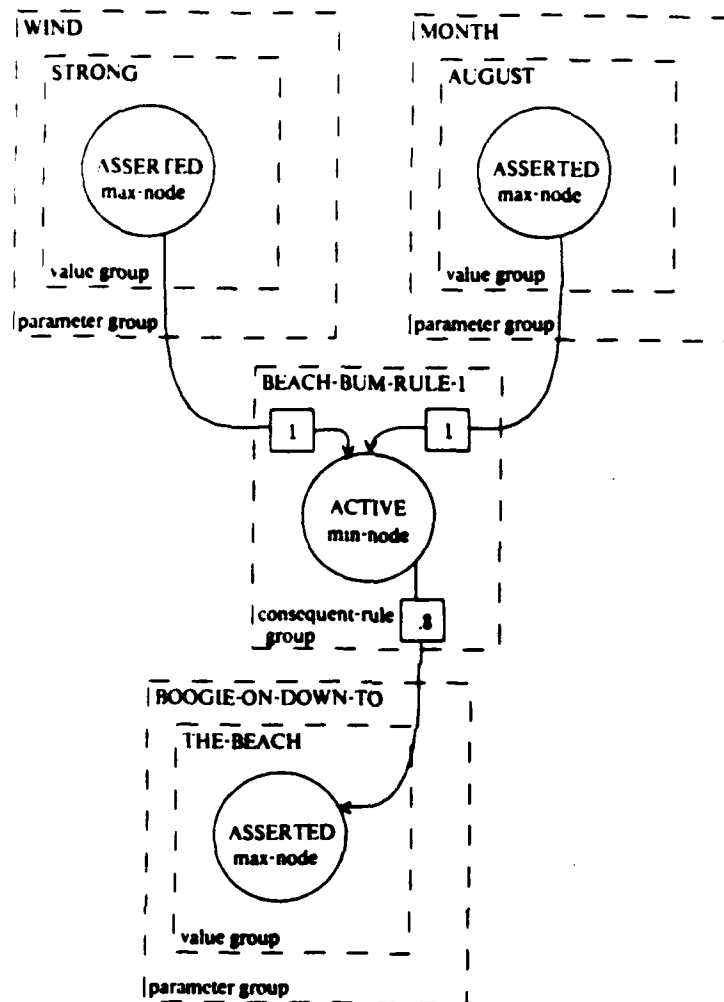 WIND
STRONG
ASSERTED
max-node
value group
parameter group
MONTH
AUGUST
ASSERTED
max-node
value group
parameter group
BEACH-BUM-RULE-1
1
1
ACTIVE
min-node
consequent-rule
group
.8
BOOGIE-ON-DOWN-TO
THE-BEACH
ASSERTED
max-node
value group
parameter group